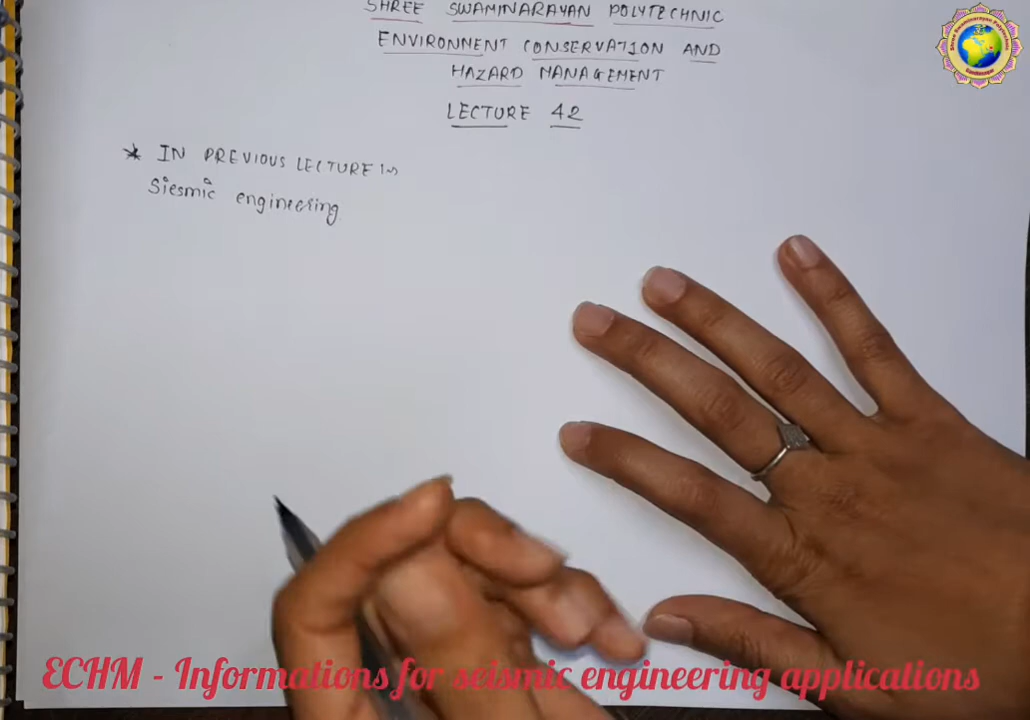 SHREE SWAMINARAYAN POLYTECHNIC
ENVIRONMENT CONSERVATION AND
HAZARD MANAGEMENT
LECTURE 42
* IN PREVIOUS LECTURE :~
Siesmic engineering
ECHM - Informations for seismic engineering applications